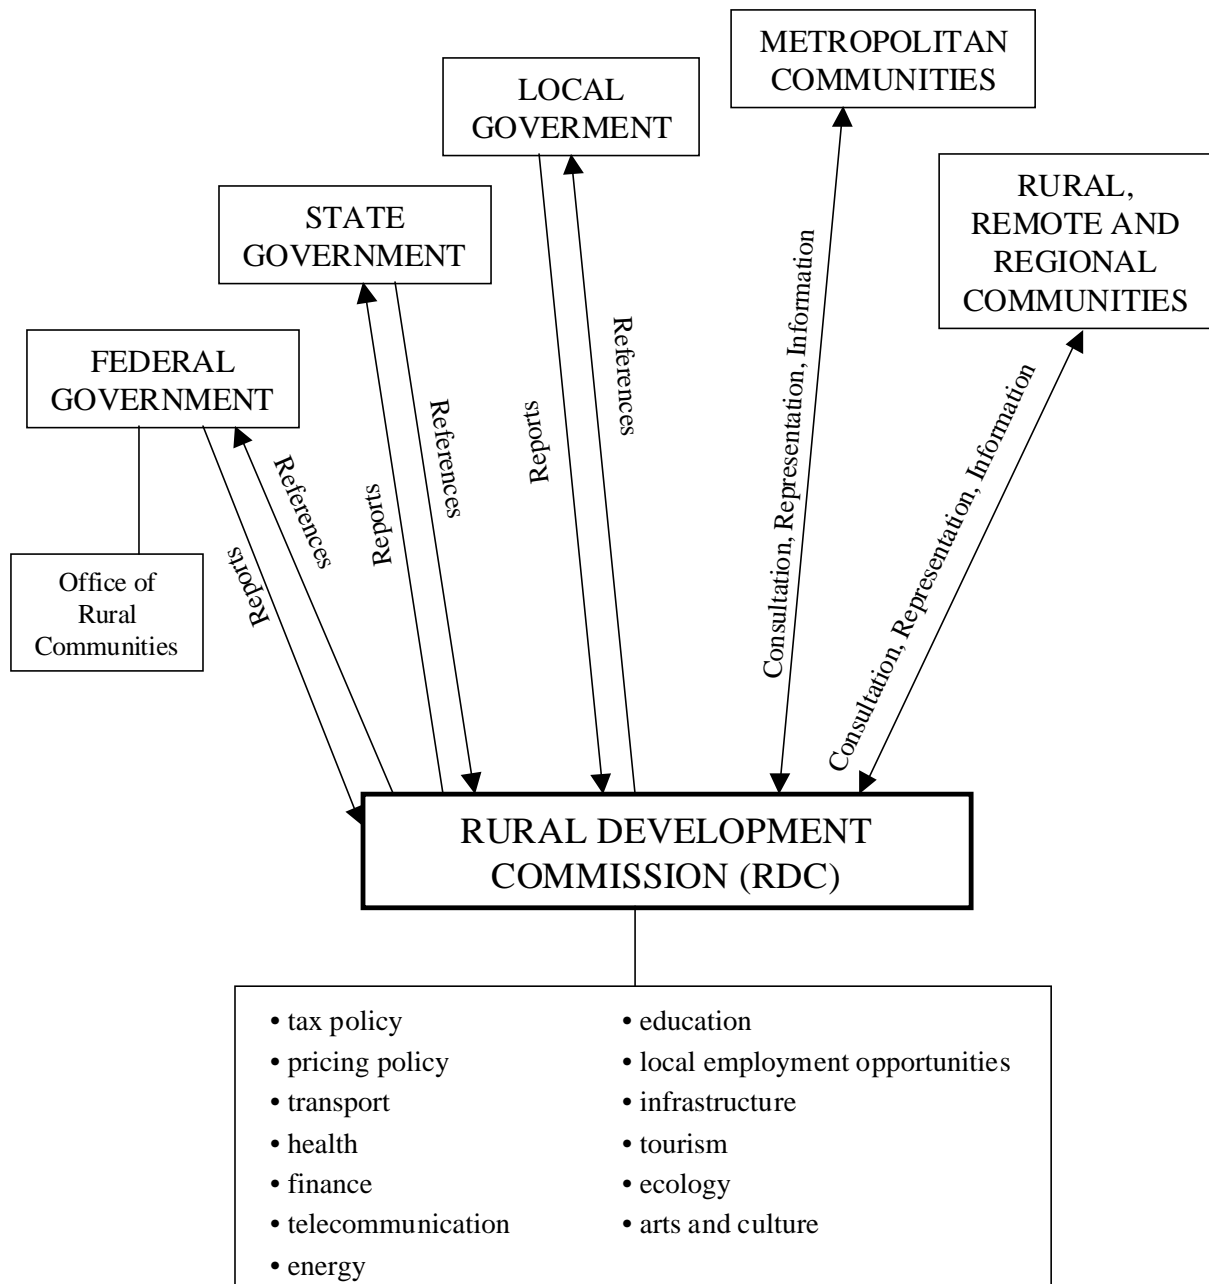 METROPOLITAN
COMMUNITIES
LOCAL
GOVERMENT
RURAL,
REMOTE AND
REGIONAL
COMMUNITIES
STATE
GOVERNMENT
FEDERAL
GOVERNMENT
Office of
Rural
Communities
Reports
References
Reports
References
Reports
References
Consultation, Representation, Information
Consultation, Representation, Information
RURAL DEVELOPMENT
COMMISSION (RDC)
• tax policy
• pricing policy
• transport
• health
• finance
• telecommunication
• energy
• education
• local employment opportunities
• infrastructure
• tourism
• ecology
• arts and culture